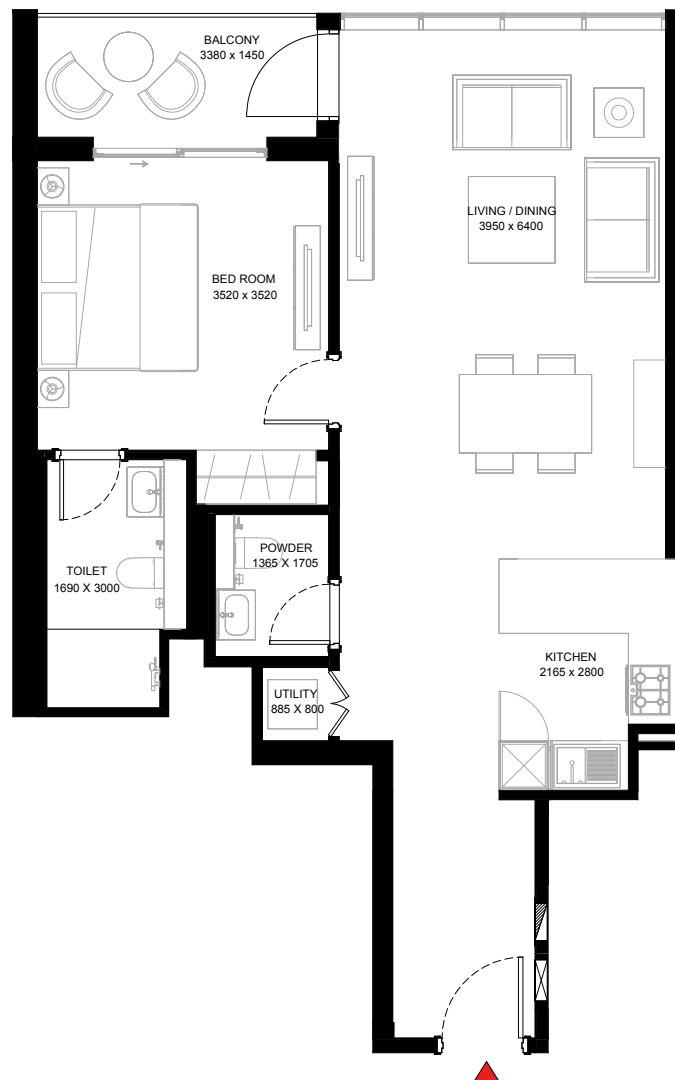 BALCONY
3380 x 1450
LIVING / DINING
3950 x 6400
BED ROOM
3520 x 3520
POWDER
1365 X 1705
TOILET
1690 X 3000
KITCHEN
2165 x 2800
UTILITY
885 X 800